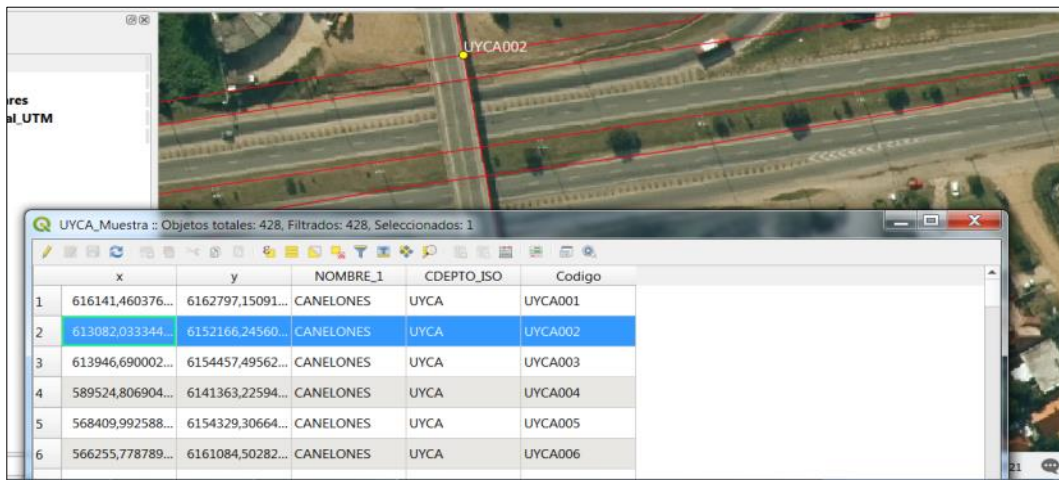 UYCA002
al_UTM
UYCA_Muestra :: Objetos totales: 428, Filtrados: 428, Seleccionados: 1
x y NOMBRE_1 CDEPTO_ISO Codigo
1 616141,460376... 6162797,15091... CANELONES UYCA UYCA001
2 613082,033344... 6152166,24560... CANELONES UYCA UYCA002
3 613946,690002... 6154457,49562... CANELONES UYCA UYCA003
4 589524,806904... 6141363,22594... CANELONES UYCA UYCA004
5 568409,992588... 6154329,30664... CANELONES UYCA UYCA005
6 566255,778789... 6161084,50282... CANELONES UYCA UYCA006
21